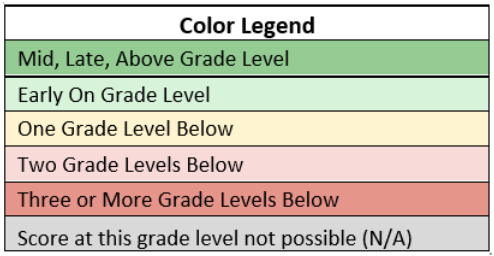 Color Legend
Mid, Late, Above Grade Level
Early On Grade Level
One Grade Level Below
Two Grade Levels Below
Three or More Grade Levels Below
Score at this grade level not possible (N/A)